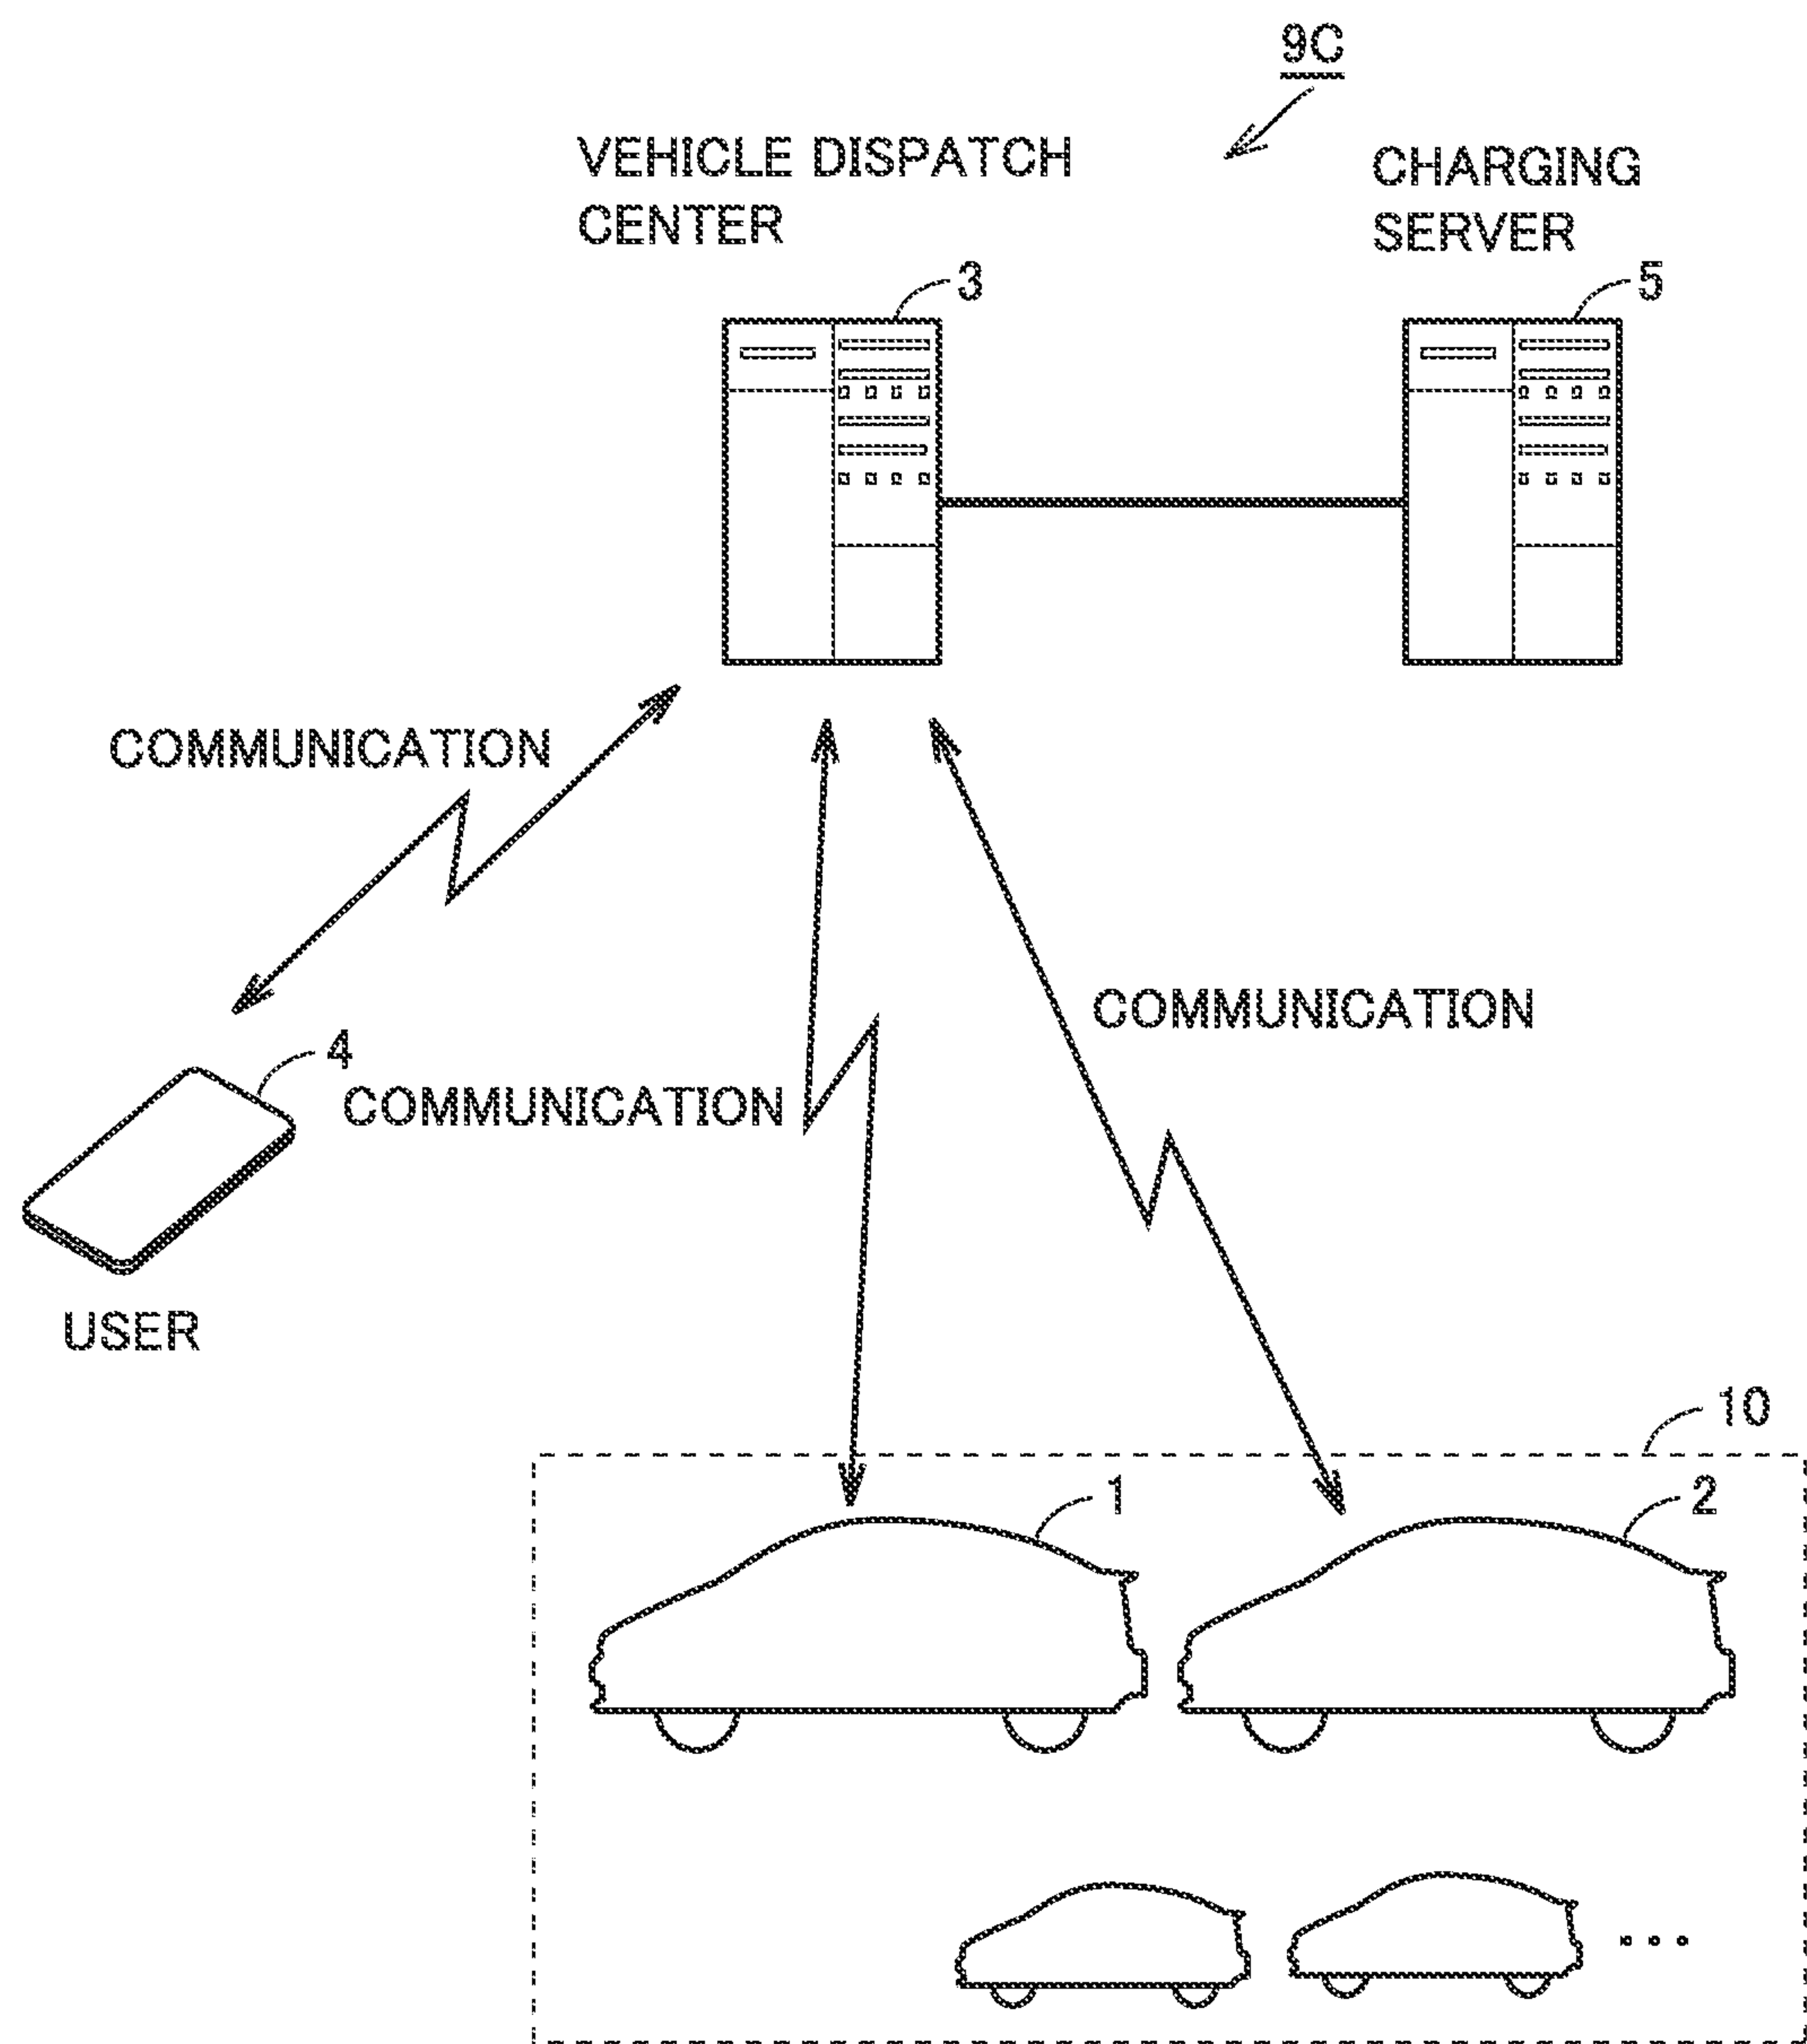 9C
VEHICLE DISPATCH
CENTER
CHARGING
SERVER
3
5
COMMUNICATION
COMMUNICATION
4
COMMUNICATION
USER
10
1
2